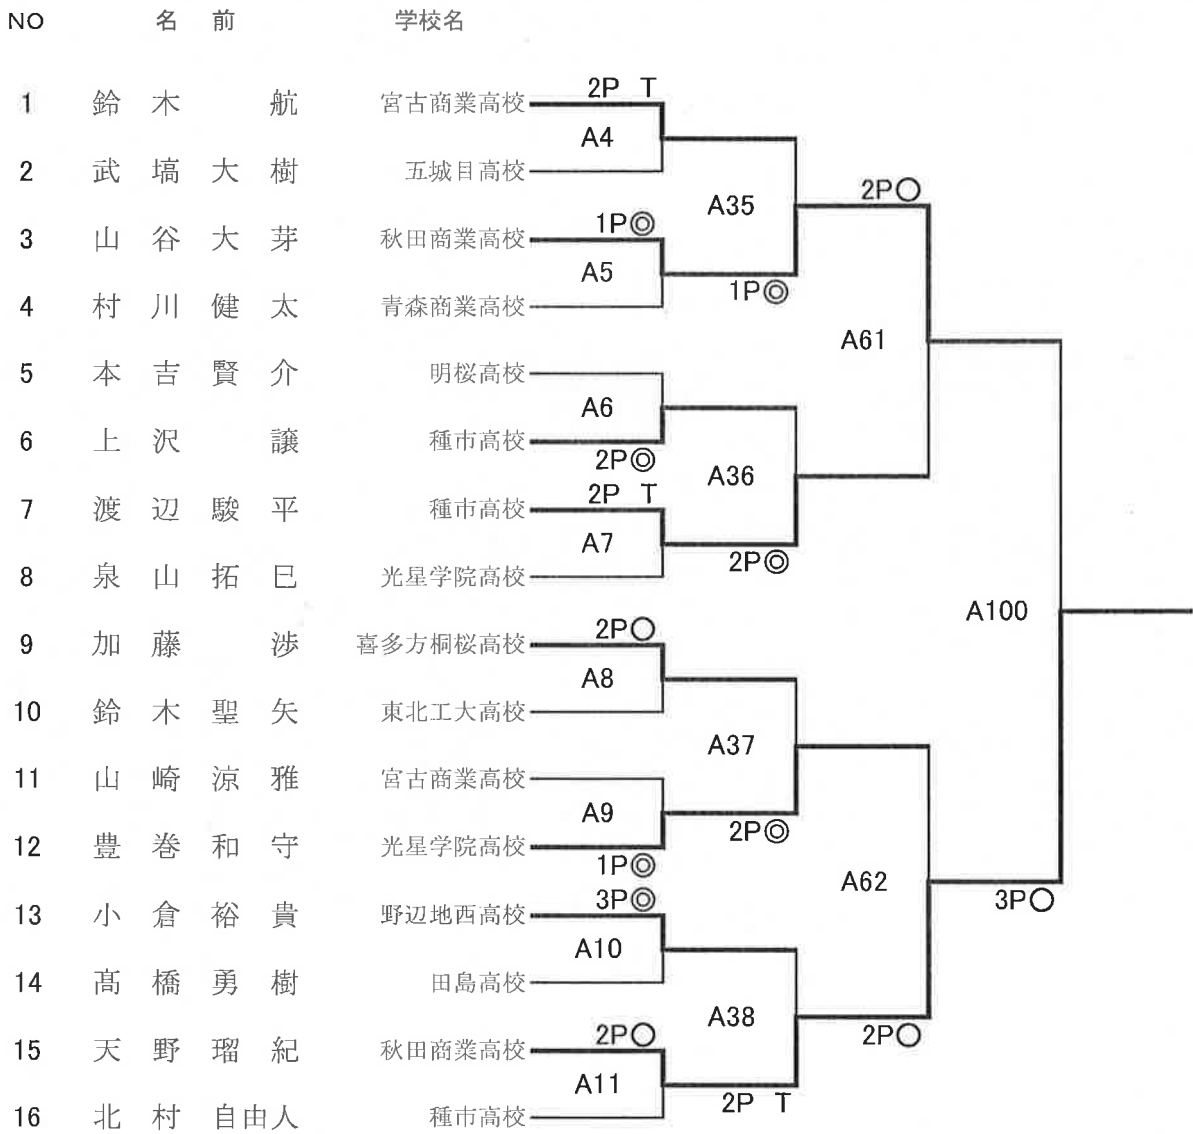 NO 名 前 学校名
2P T
1 鈴 木 航 宮古商業高校
A4
2 武 塙 大 樹 五城目高校
2P○
A35
1P◎
3 山 谷 大 芽 秋田商業高校
A5
1P◎
4 村 川 健 太 青森商業高校
A61
5 本 吉 賢 介 明桜高校
A6
6 上 沢 譲 種市高校
2P◎
A36
2P T
7 渡 辺 駿 平 種市高校
A7
2P◎
8 泉 山 拓 巳 光星学院高校
A100
2P○
9 加 藤 渉 喜多方桐桜高校
A8
10 鈴 木 聖 矢 東北工大高校
A37
11 山 崎 涼 雅 宮古商業高校
A9
2P◎
12 豊 巻 和 守 光星学院高校
1P◎
A62
3P◎
3P○
13 小 倉 裕 貴 野辺地西高校
A10
14 髙 橋 勇 樹 田島高校
A38
2P○
2P○
15 天 野 瑠 紀 秋田商業高校
A11
2P T
16 北 村 自由人 種市高校